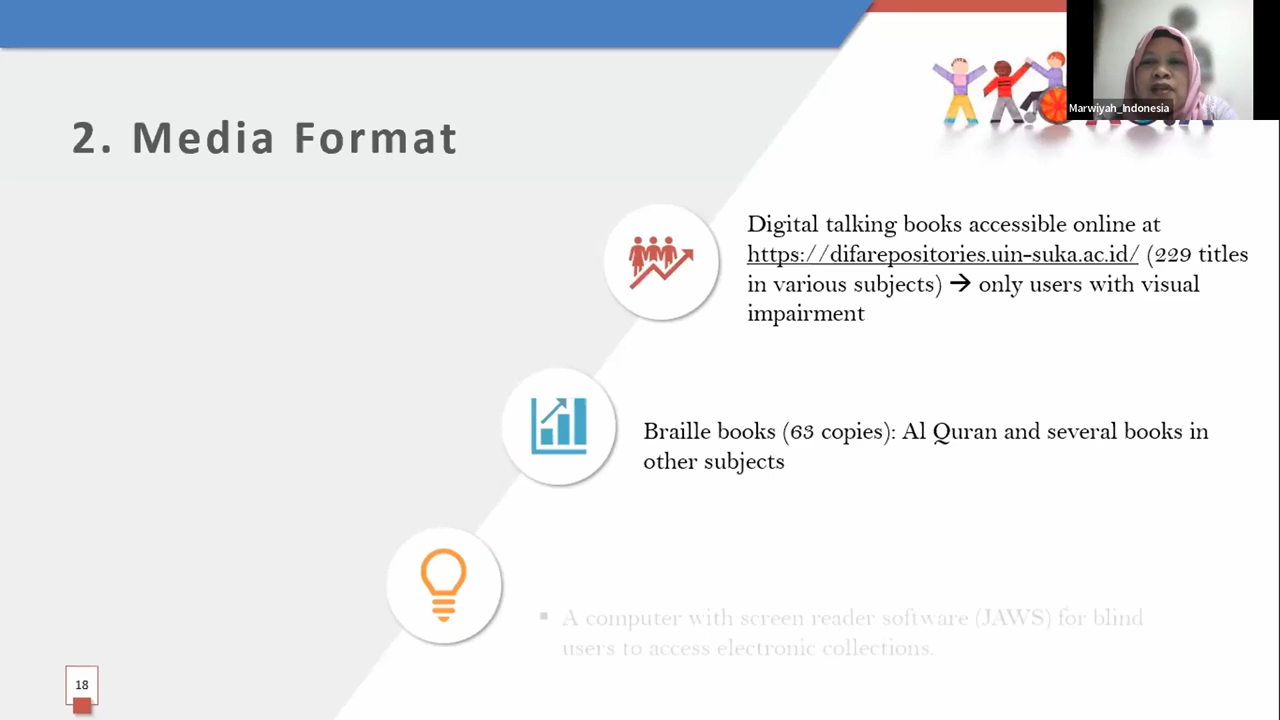 Marwiyah_Indonesia
2. Media Format
Digital talking books accessible online at
https://difarepositories.uin-suka.ac.id/ (229 titles
in various subjects) → only users with visual
impairment
Braille books (63 copies): Al Quran and several books in
other subjects
▪ A computer with screen reader software (JAWS) for blind
users to access electronic collections.
18